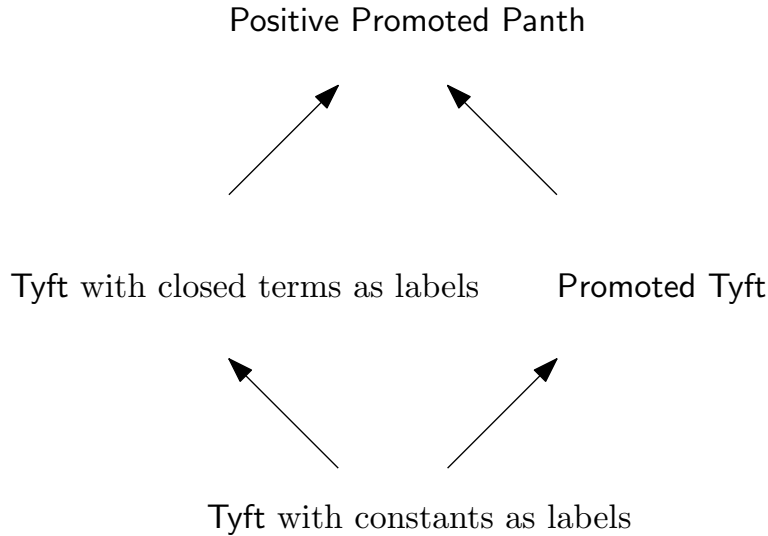 Positive Promoted Panth
Tyft with closed terms as labels
Promoted Tyft
Tyft with constants as labels